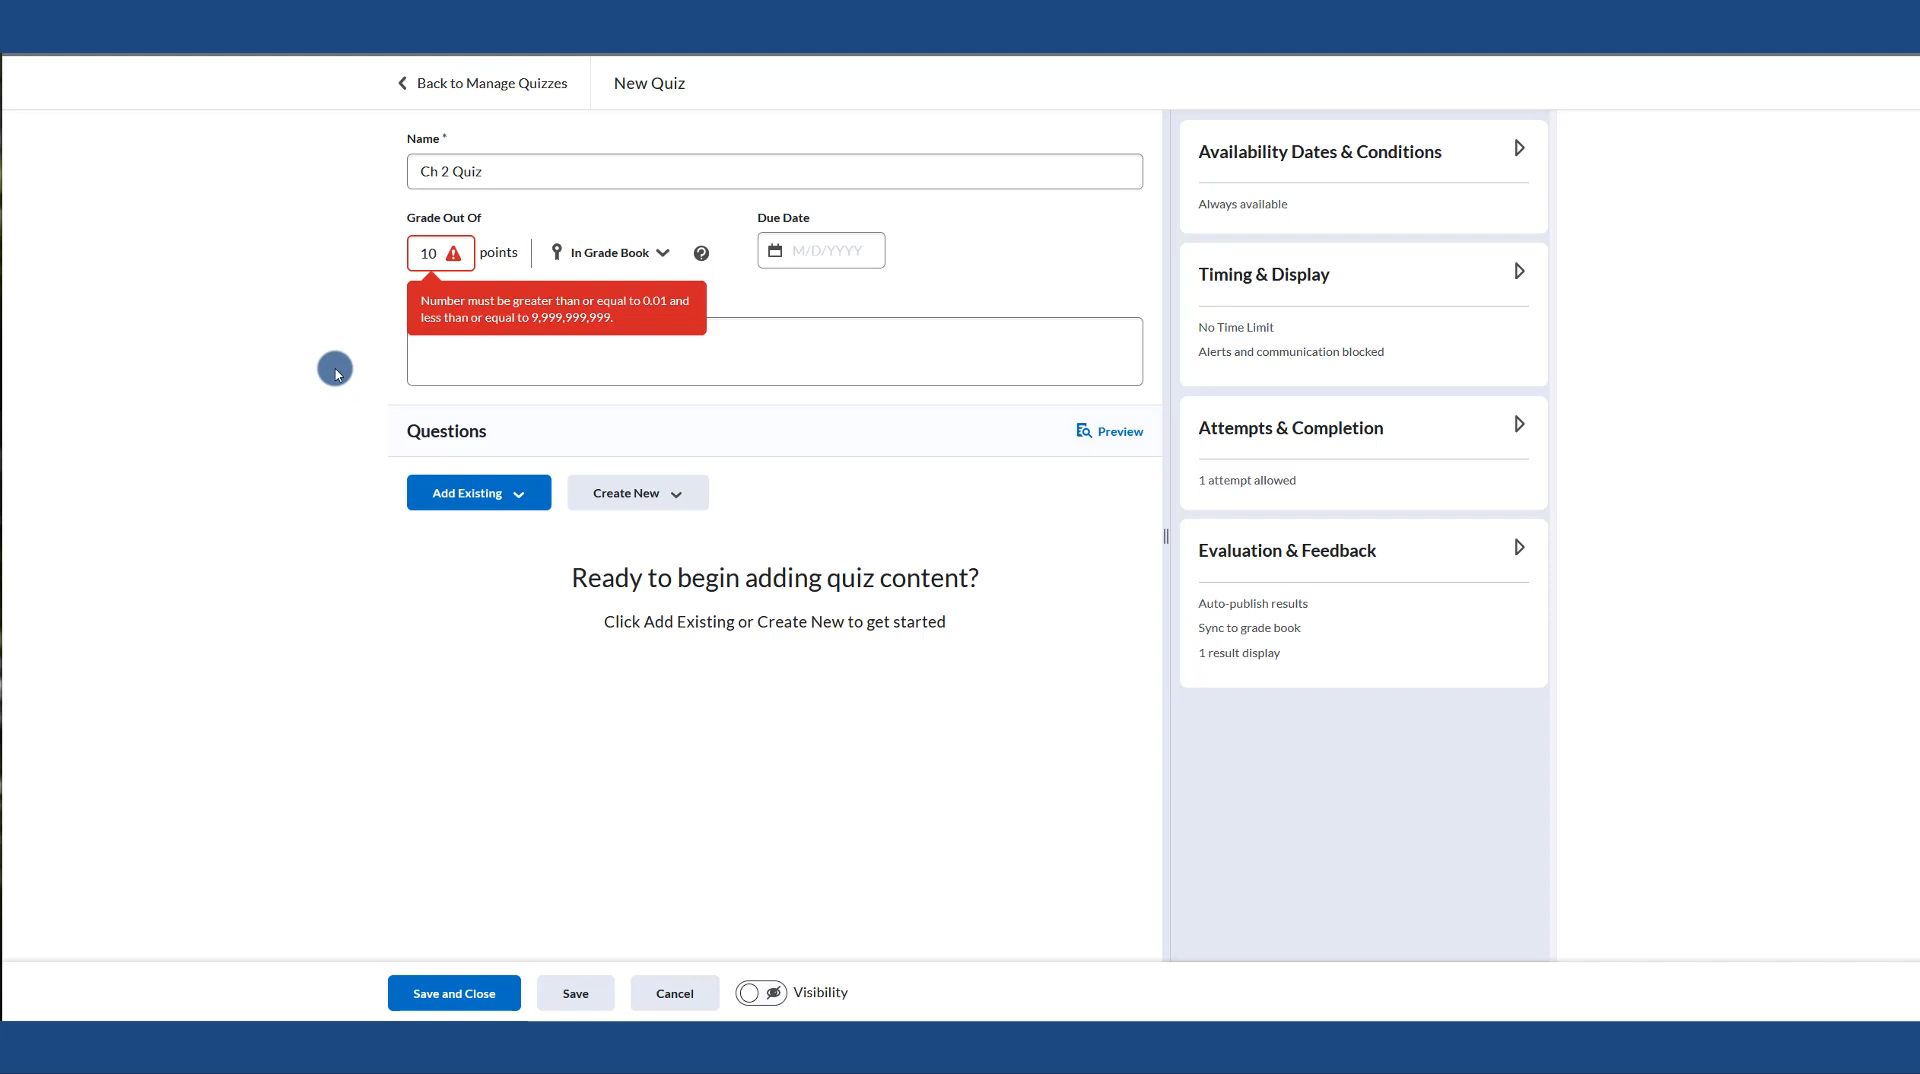 Back to Manage Quizzes
New Quiz
Name *
Ch 2 Quiz
Grade Out Of
10
points
In Grade Book
Due Date
M/D/YYYY
Number must be greater than or equal to 0.01 and
less than or equal to 9,999,999,999.
Questions
Preview
Add Existing
Create New
Ready to begin adding quiz content?
Click Add Existing or Create New to get started
Availability Dates & Conditions
Always available
Timing & Display
No Time Limit
Alerts and communication blocked
Attempts & Completion
1 attempt allowed
Evaluation & Feedback
Auto-publish results
Sync to grade book
1 result display
Save and Close
Save
Cancel
Visibility